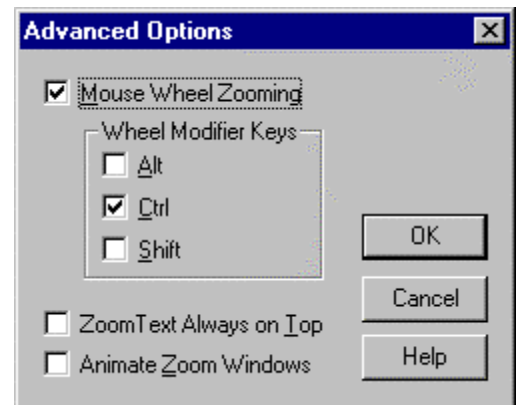 Advanced Options
Mouse Wheel Zooming
Wheel Modifier Keys
Alt
Ctrl
Shift
OK
Cancel
ZoomText Always on Top
Animate Zoom Windows
Help